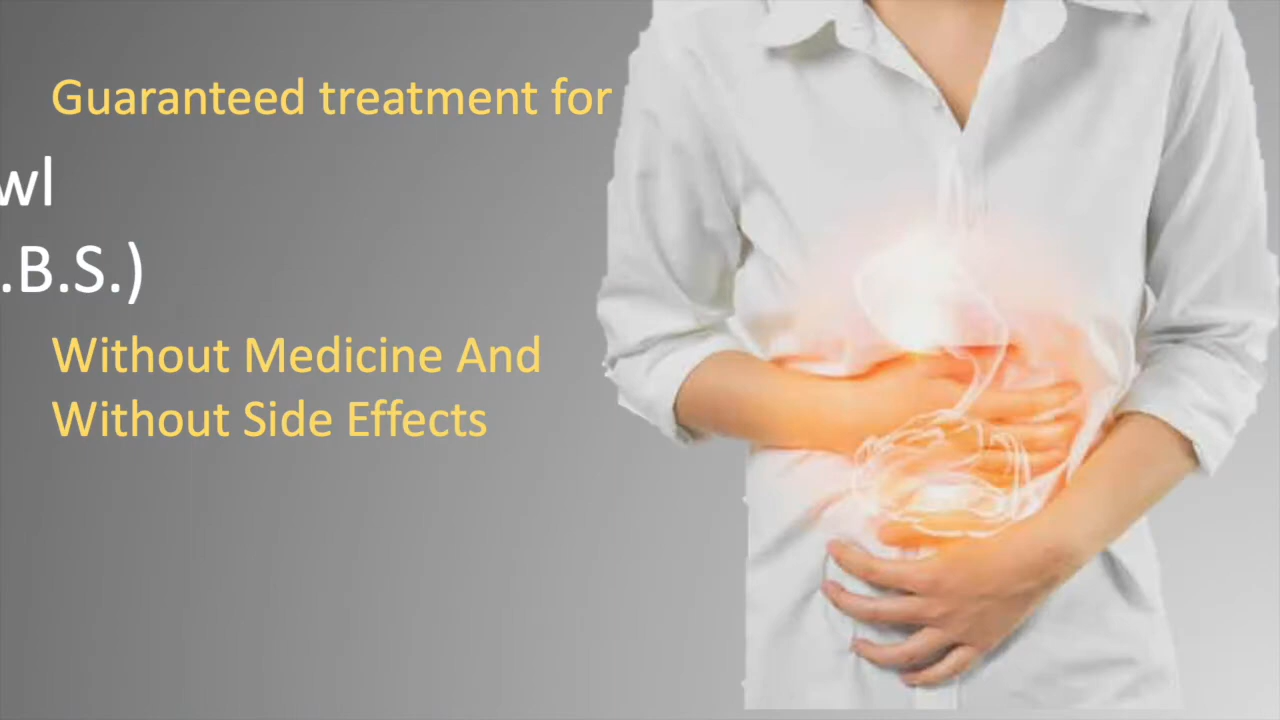 Guaranteed treatment for
wl
.B.S.)
Without Medicine And
Without Side Effects